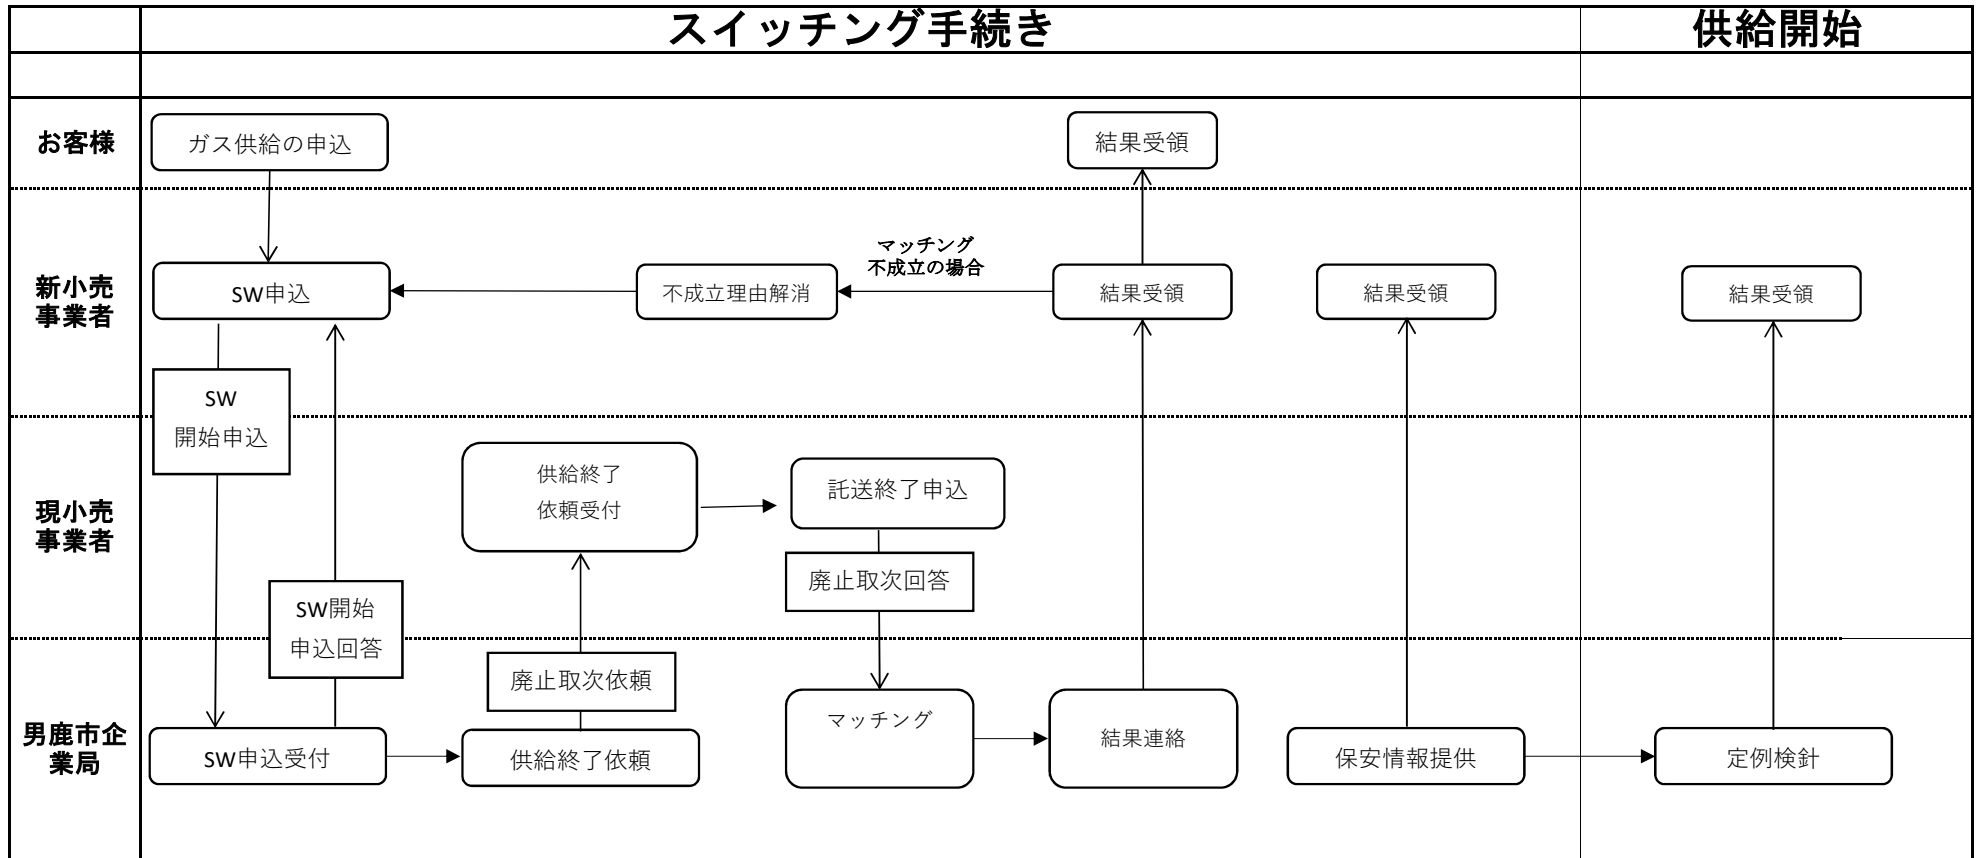 スイッチング手続き
供給開始
お客様
ガス供給の申込
結果受領
新小売
事業者
SW申込
不成立理由解消
マッチング
不成立の場合
結果受領
結果受領
結果受領
SW
開始申込
現小売
事業者
供給終了
依頼受付
託送終了申込
廃止取次回答
SW開始
申込回答
廃止取次依頼
男鹿市企
業局
SW申込受付
供給終了依頼
マッチング
結果連絡
保安情報提供
定例検針